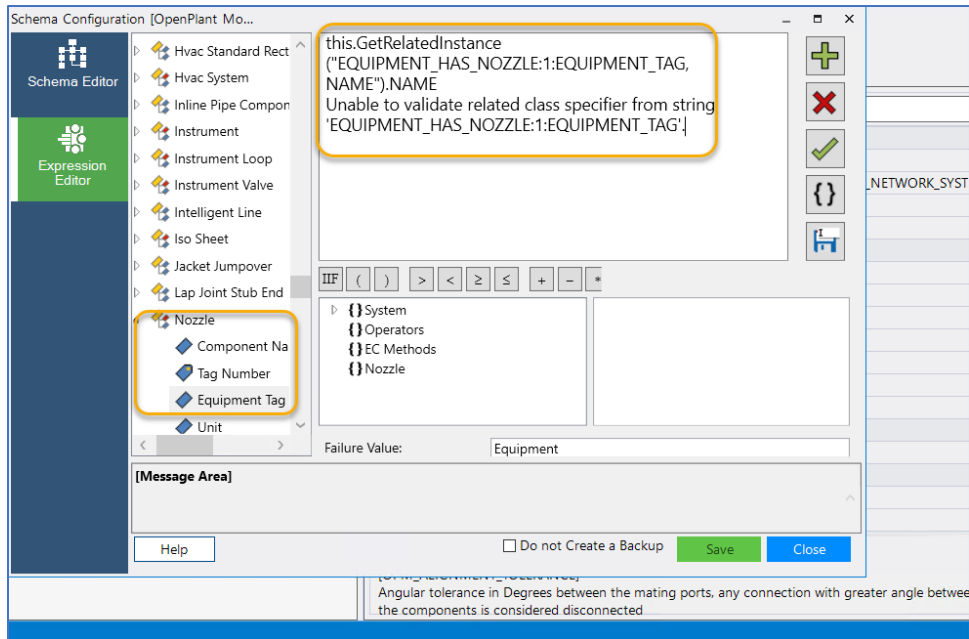 Schema Configuration [OpenPlant Mo...
Schema Editor
Expression
Editor
Hvac Standard Rect
Hvac System
Inline Pipe Compon
Instrument
Instrument Loop
Instrument Valve
Intelligent Line
Iso Sheet
Jacket Jumpover
Lap Joint Stub End
Nozzle
Component Na
Tag Number
Equipment Tag
Unit
this.GetRelatedInstance
("EQUIPMENT_HAS_NOZZLE:1:EQUIPMENT_TAG,
NAME").NAME
Unable to validate related class specifier from string
'EQUIPMENT_HAS_NOZZLE:1:EQUIPMENT_TAG'.
{}
_NETWORK_SYST
IIF ( ) > < ≥ ≤ + − *
{} System
{} Operators
{} EC Methods
{} Nozzle
Failure Value: Equipment
[Message Area]
Help
Do not Create a Backup
Save
Close
Angular tolerance in Degrees between the mating ports, any connection with greater angle betwee
the components is considered disconnected